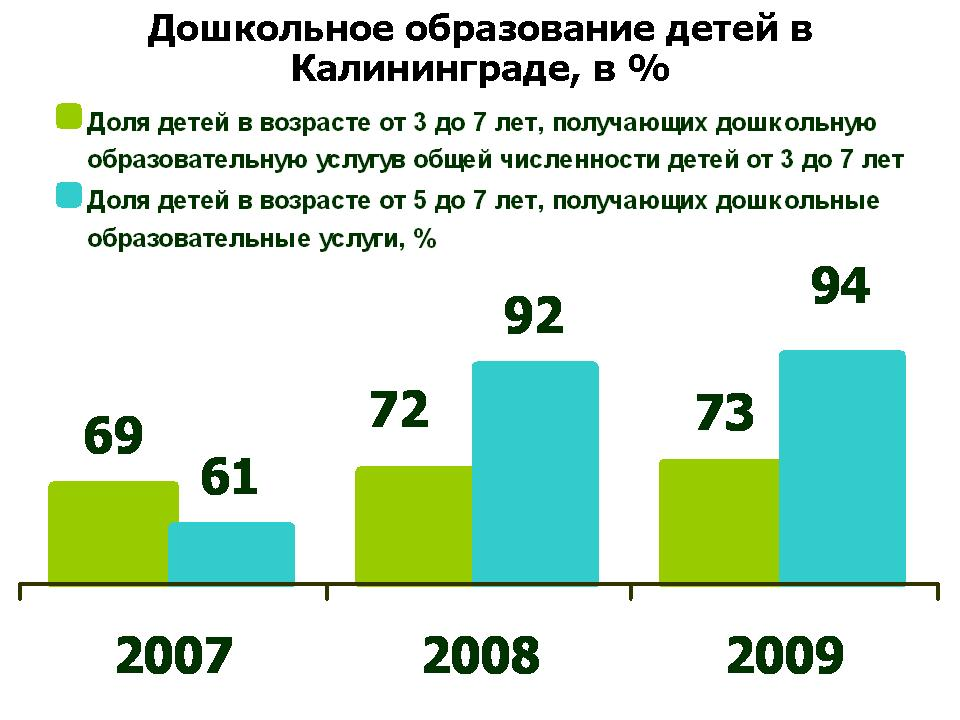 Дошкольное образование детей в
Калининграде, в %
Доля детей в возрасте от 3 до 7 лет, получающих дошкольную
образовательную услугув общей численности детей от 3 до 7 лет
Доля детей в возрасте от 5 до 7 лет, получающих дошкольные
образовательные услуги, %
94
92
72
73
69
61
2007 2008 2009